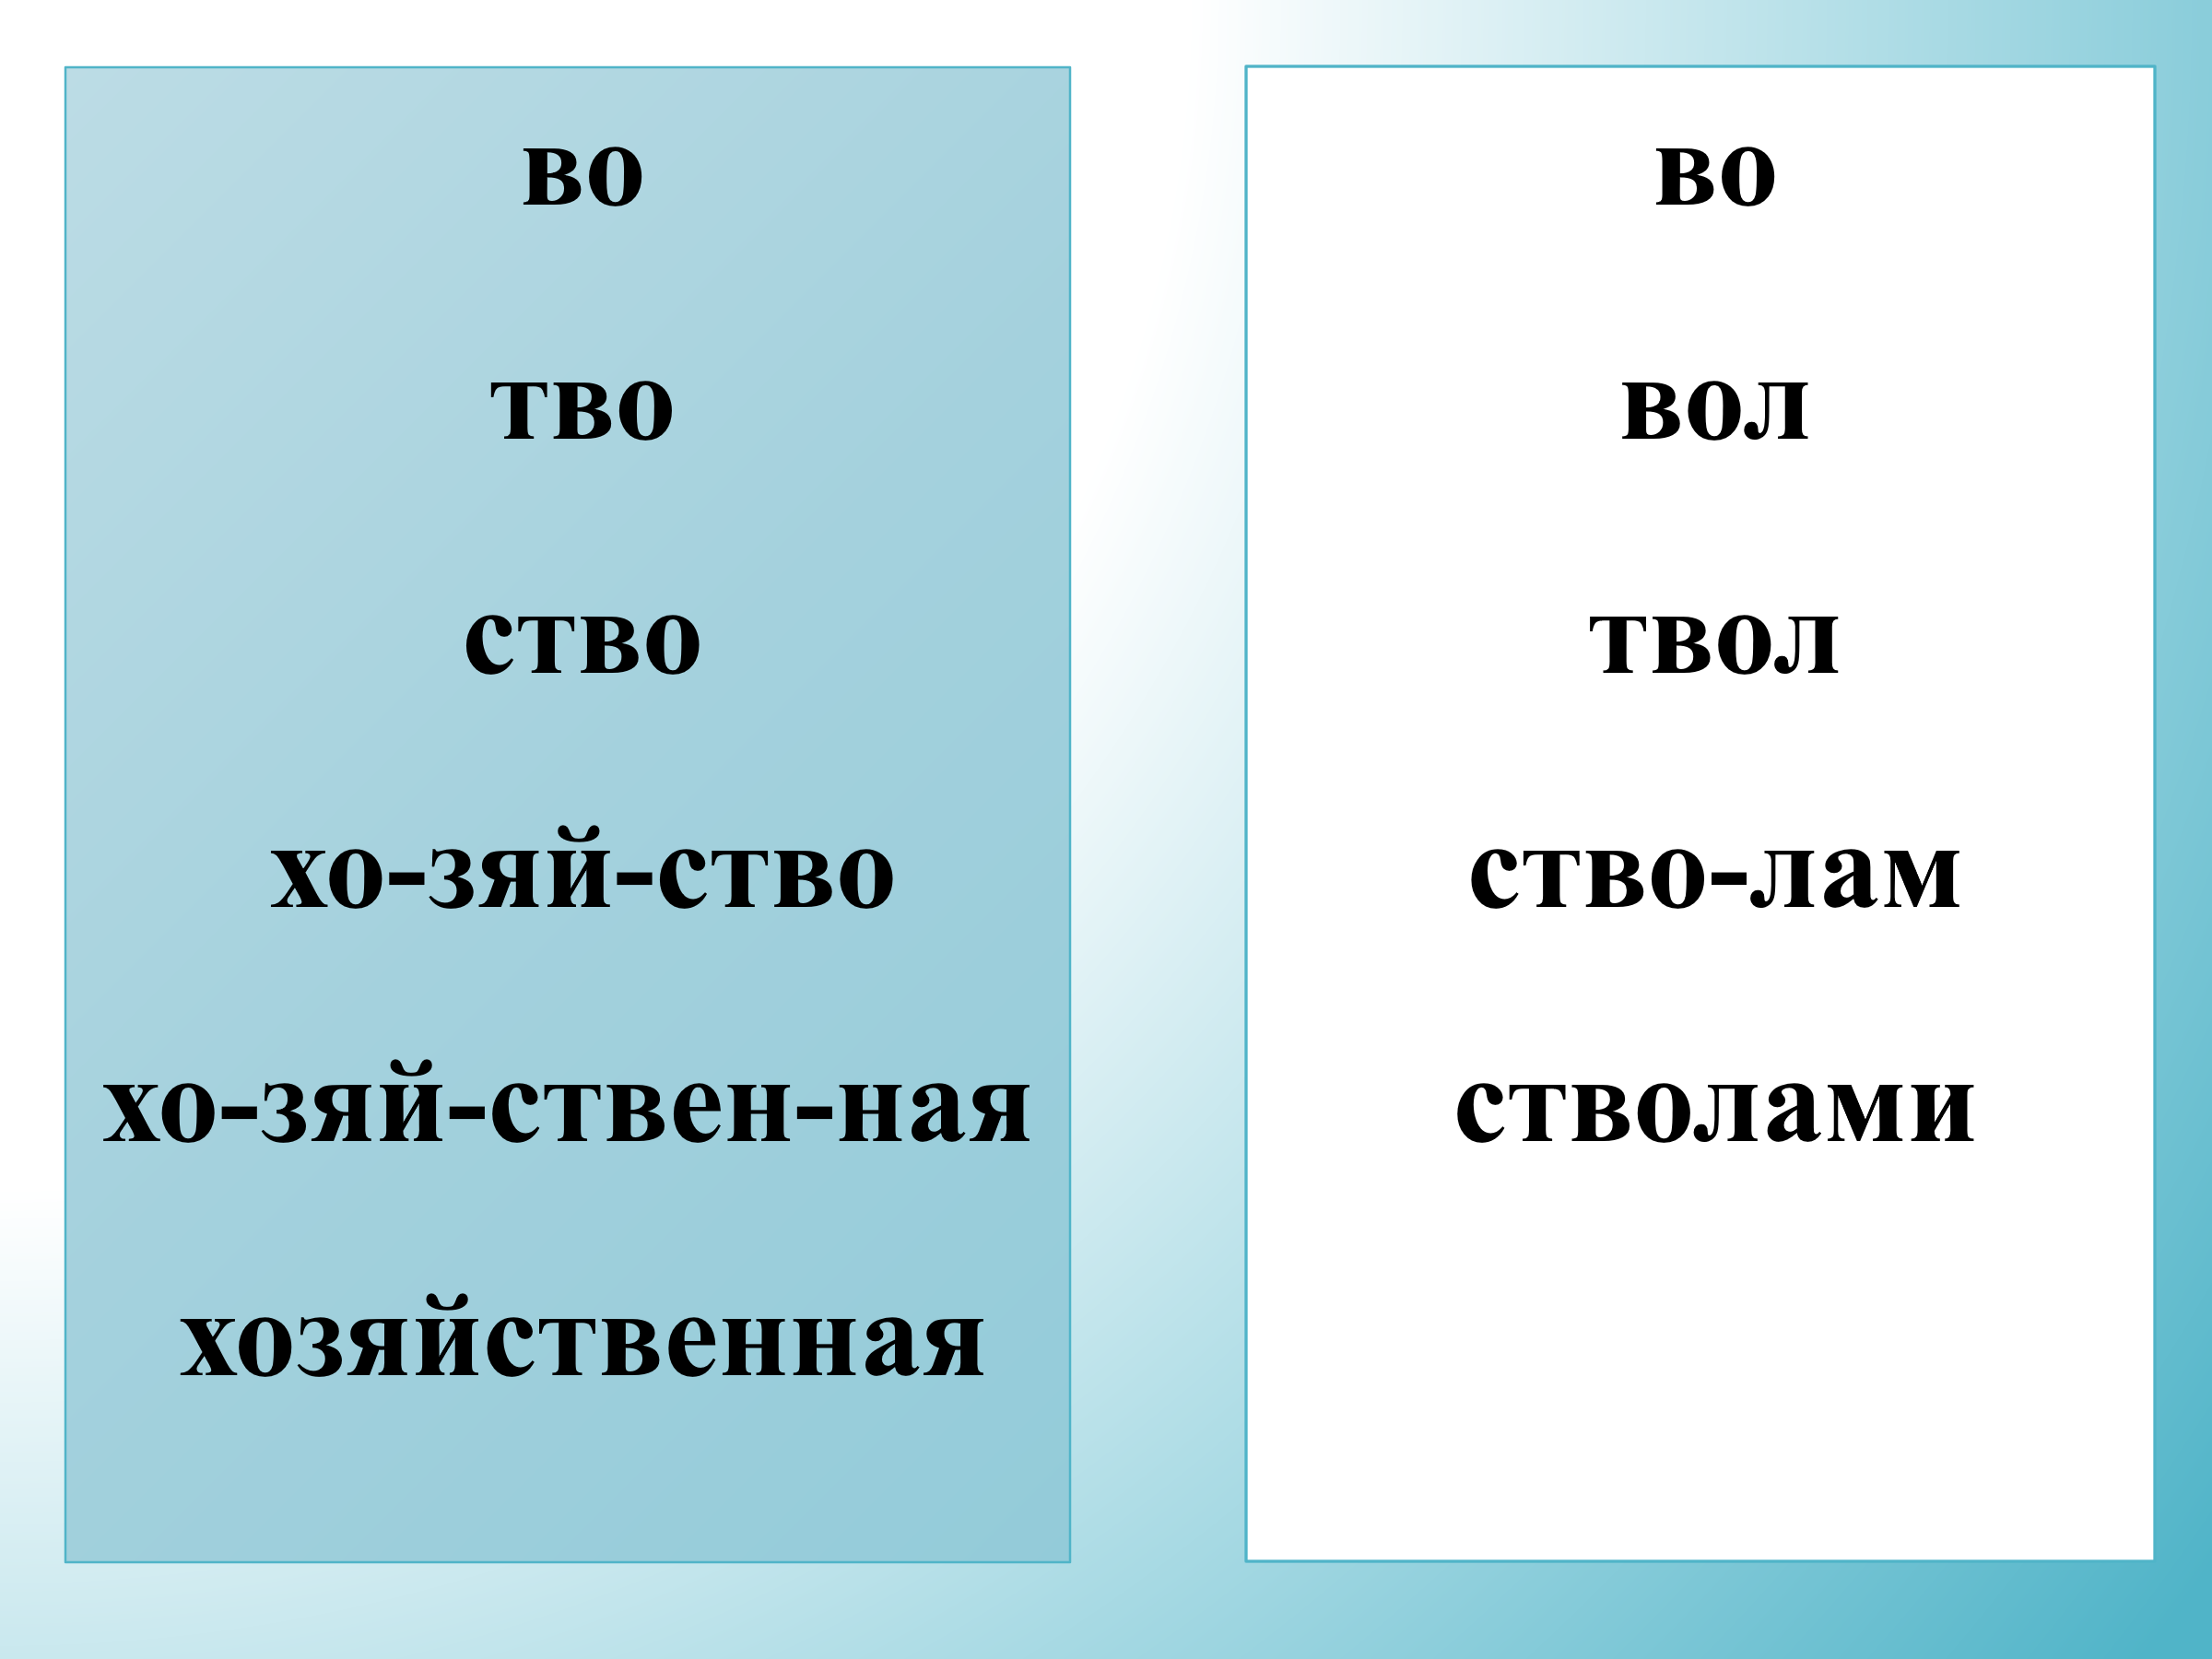 во
тво
ство
хо-зяй-ство
хо-зяй-ствен-ная
хозяйственная
во
вол
твол
ство-лам
стволами